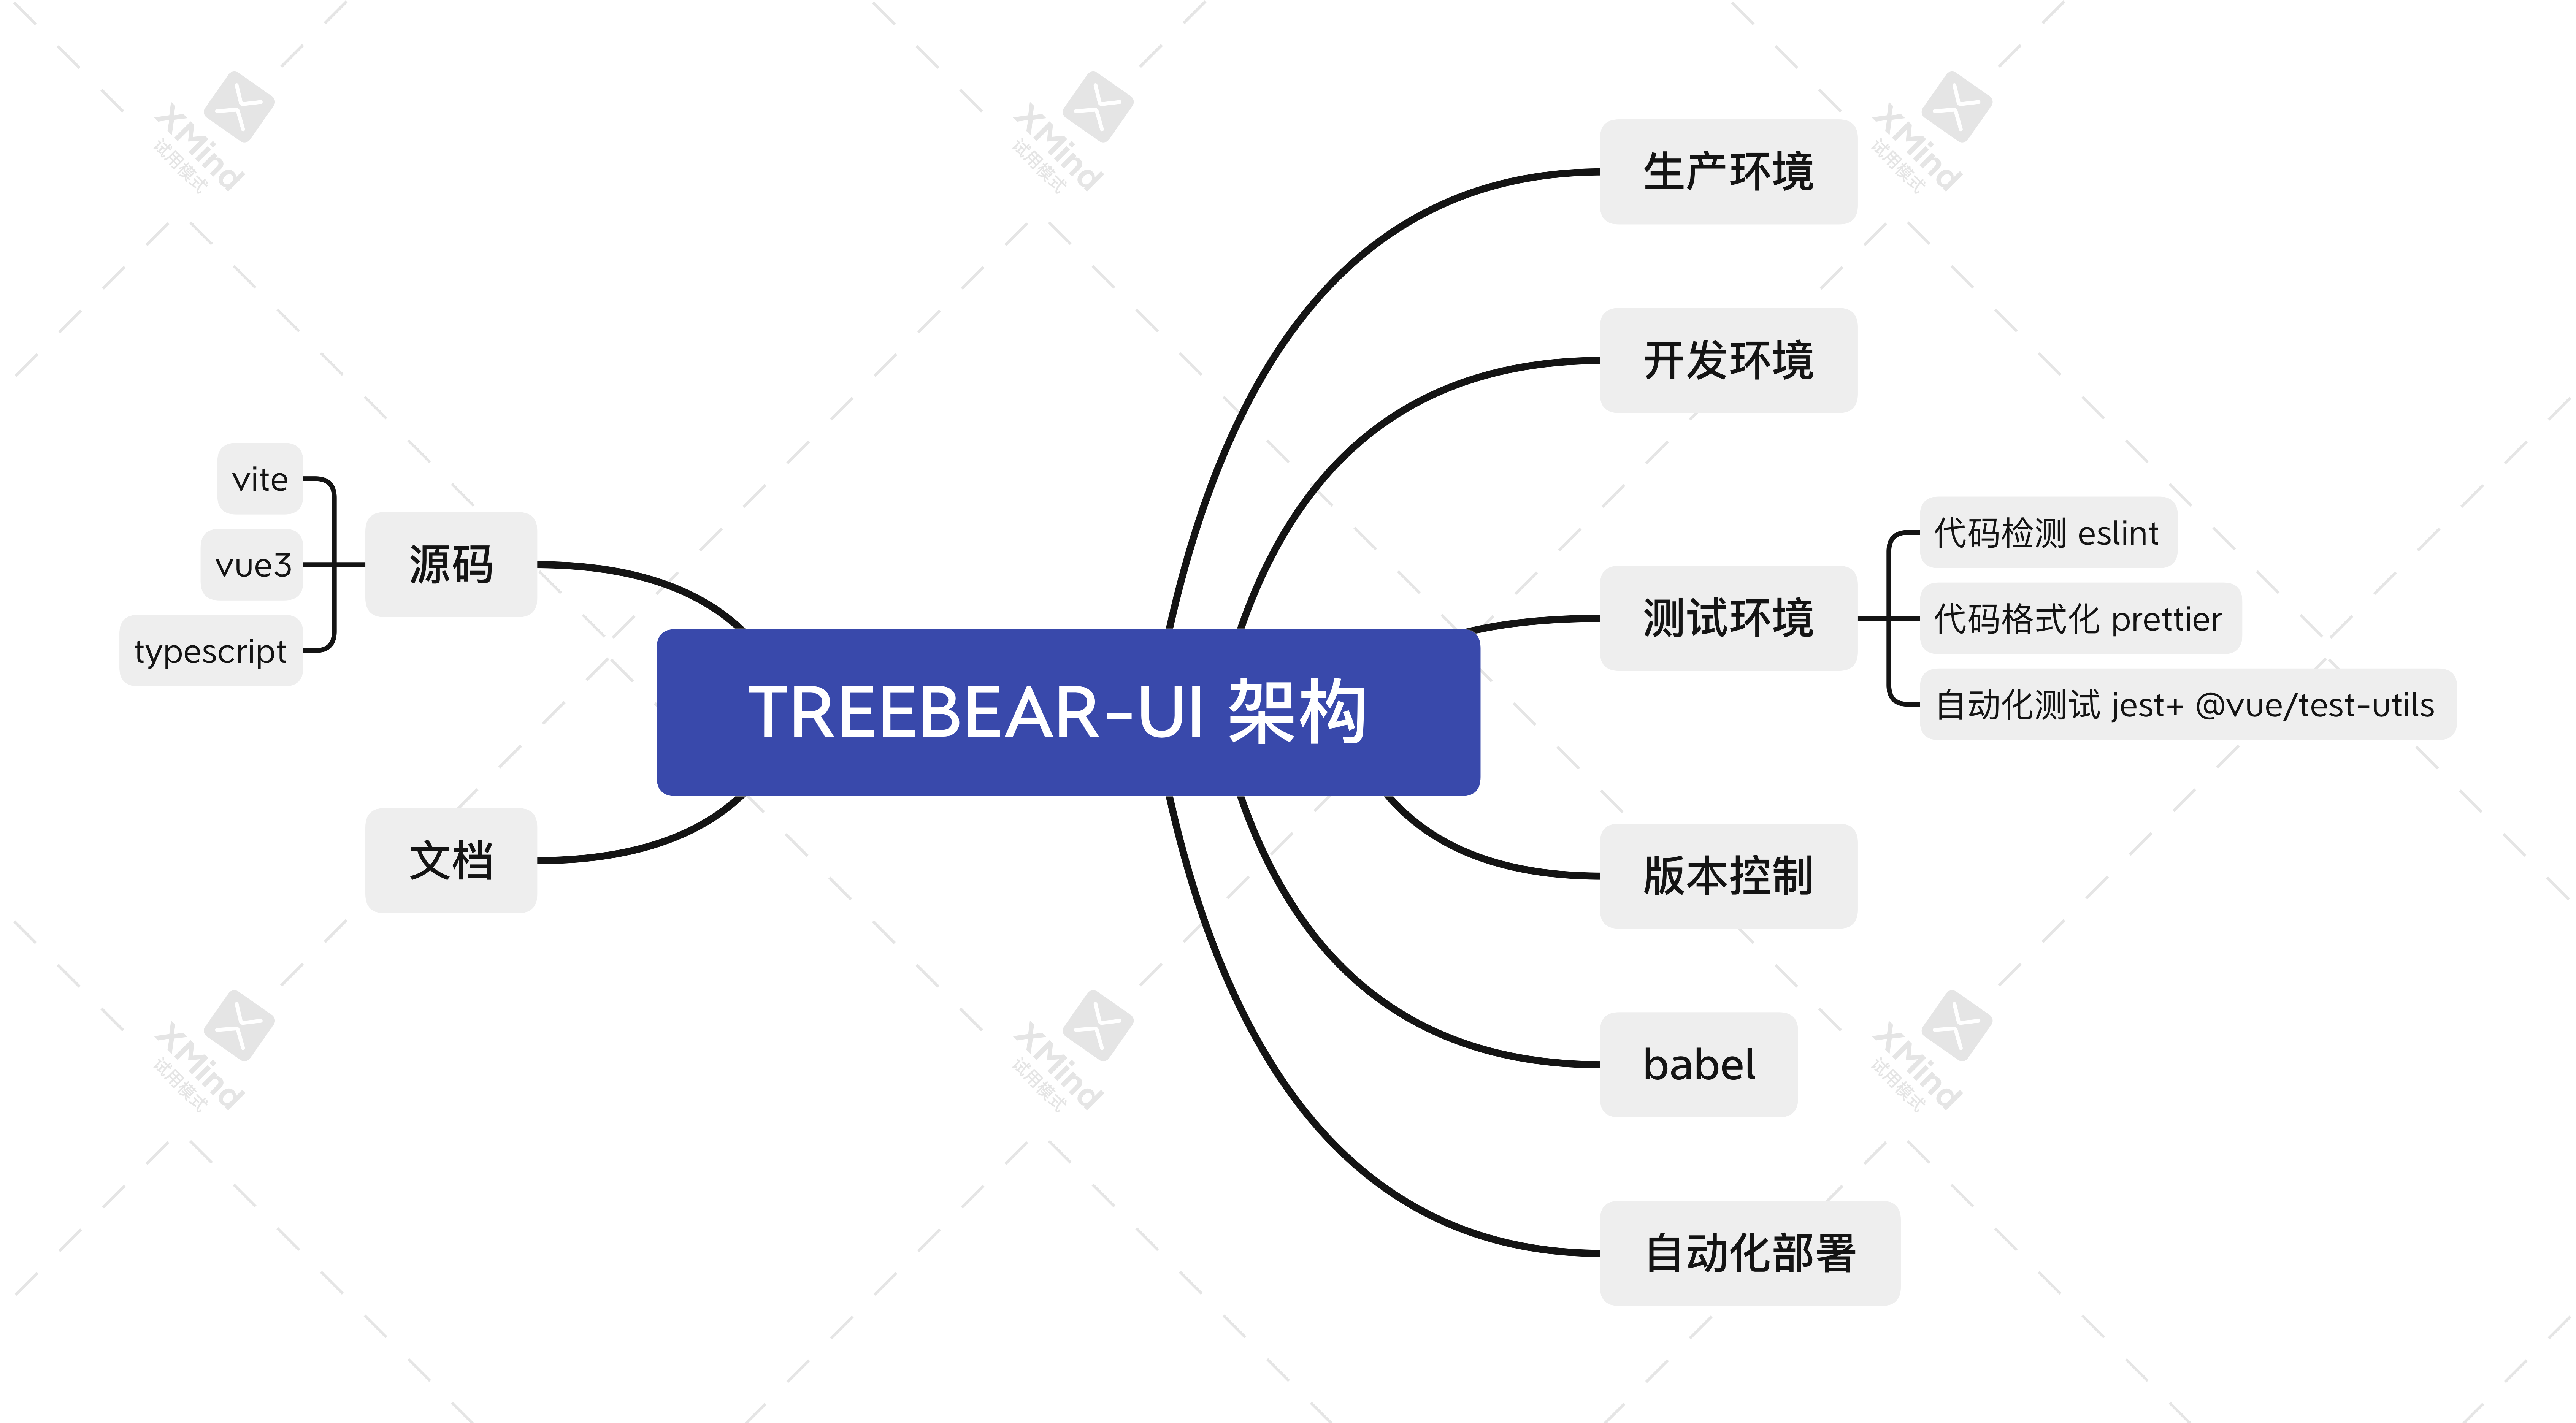 TREEBEAR-UI 架构
生产环境
开发环境
测试环境
代码检测 eslint
代码格式化 prettier
自动化测试 jest+ @vue/test-utils
版本控制
babel
自动化部署
源码
vite
vue3
typescript
文档
XMind
试用模式
XMind
试用模式
XMind
试用模式
XMind
试用模式
XMind
试用模式
XMind
试用模式